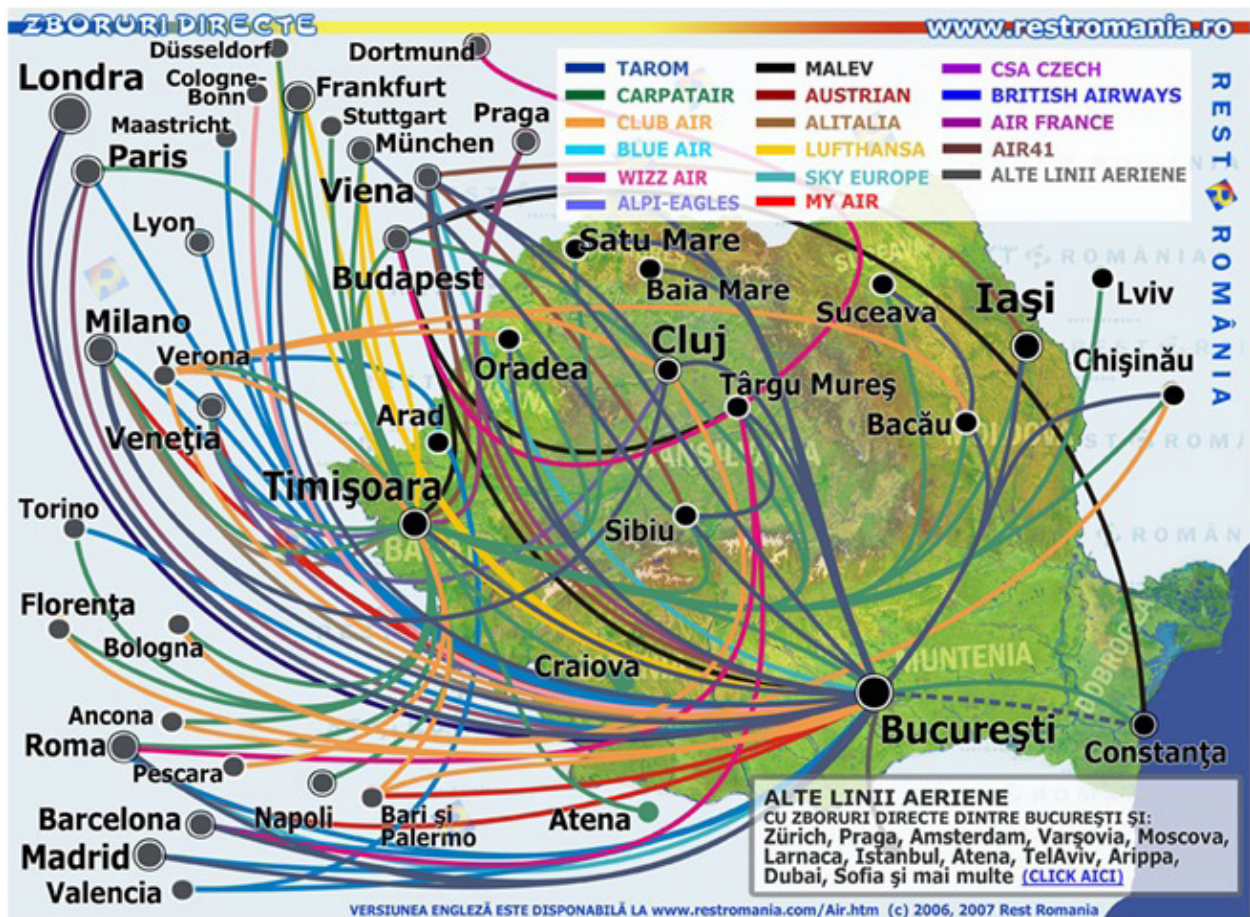 ZBORURI DIRECTE
www.restromania.ro
Düsseldorf
Dortmund
Londra
Cologne-
Bonn
Frankfurt
Maastricht
Stuttgart
Praga
Paris
München
Viena
Lyon
Budapest
TAROM
CARPATAIR
CLUB AIR
BLUE AIR
WIZZ AIR
ALPI-EAGLES
MALEV
AUSTRIAN
ALITALIA
LUFTHANSA
SKY EUROPE
MY AIR
CSA CZECH
BRITISH AIRWAYS
AIR FRANCE
AIR41
ALTE LINII AERIENE
REST ROMÂNIA
Satu Mare
Baia Mare
Suceava
Iaşi
Lviv
Milano
Verona
Oradea
Cluj
Chişinău
Târgu Mureş
Veneţia
Arad
Bacău
Timişoara
Torino
Sibiu
Florenţa
Bologna
Craiova
MUNTENIA
DOBROGEA
Ancona
Roma
Bucureşti
Constanţa
Pescara
Napoli
Bari şi
Palermo
Atena
Barcelona
Madrid
Valencia
ALTE LINII AERIENE
CU ZBORURI DIRECTE DINTRE BUCUREŞTI ŞI:
Zürich, Praga, Amsterdam, Varşovia, Moscova,
Larnaca, Istanbul, Atena, TelAviv, Arippa,
Dubai, Sofia şi mai multe (CLICK AICI)
VERSIUNEA ENGLEZĂ ESTE DISPONABILĂ LA www.restromania.com/Air.htm (c) 2006, 2007 Rest Romania